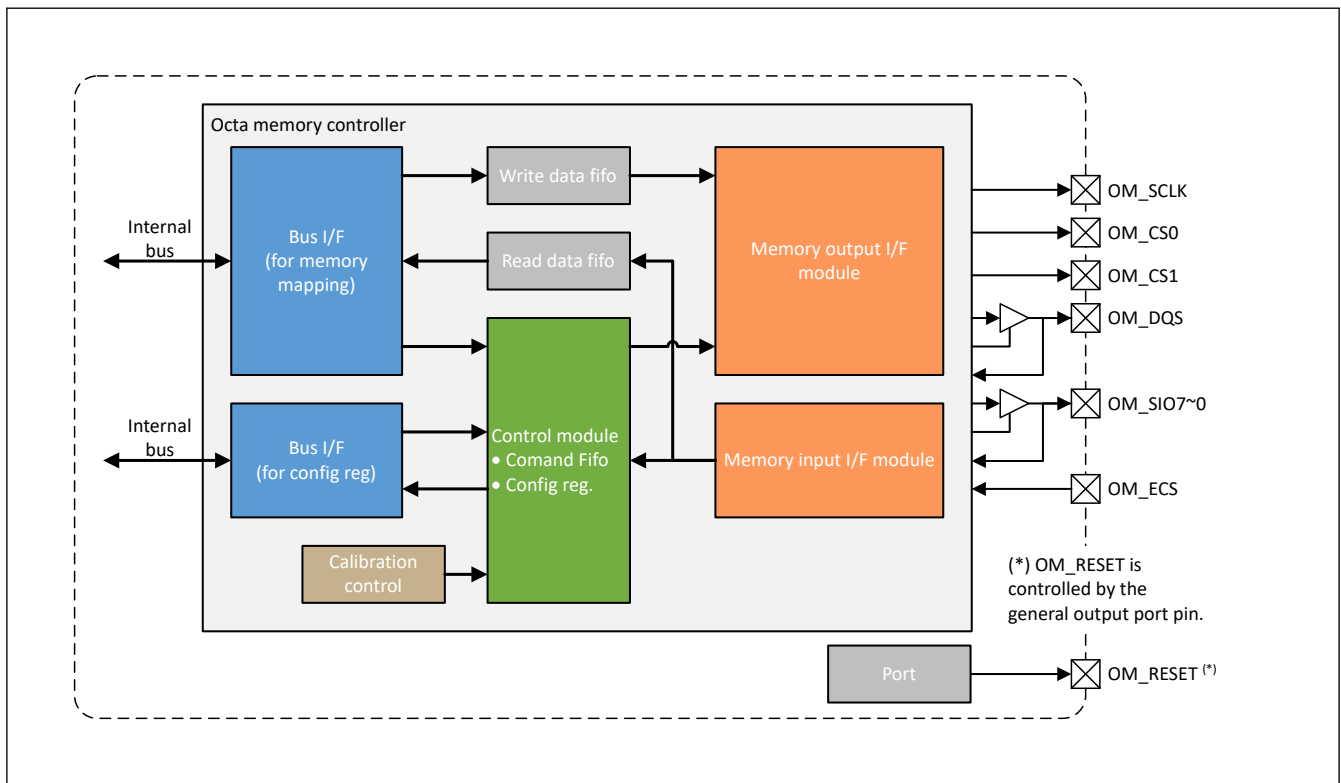 Octa memory controller
Internal
bus
Bus I/F
(for memory
mapping)
Write data fifo
Read data fifo
Memory output I/F
module
OM_SCLK
OM_CS0
OM_CS1
OM_DQS
OM_SIO7~0
OM_ECS
Internal
bus
Bus I/F
(for config reg)
Control module
• Comand Fifo
• Config reg.
Memory input I/F module
Calibration
control
(*) OM_RESET is
controlled by the
general output port pin.
Port
OM_RESET (*)